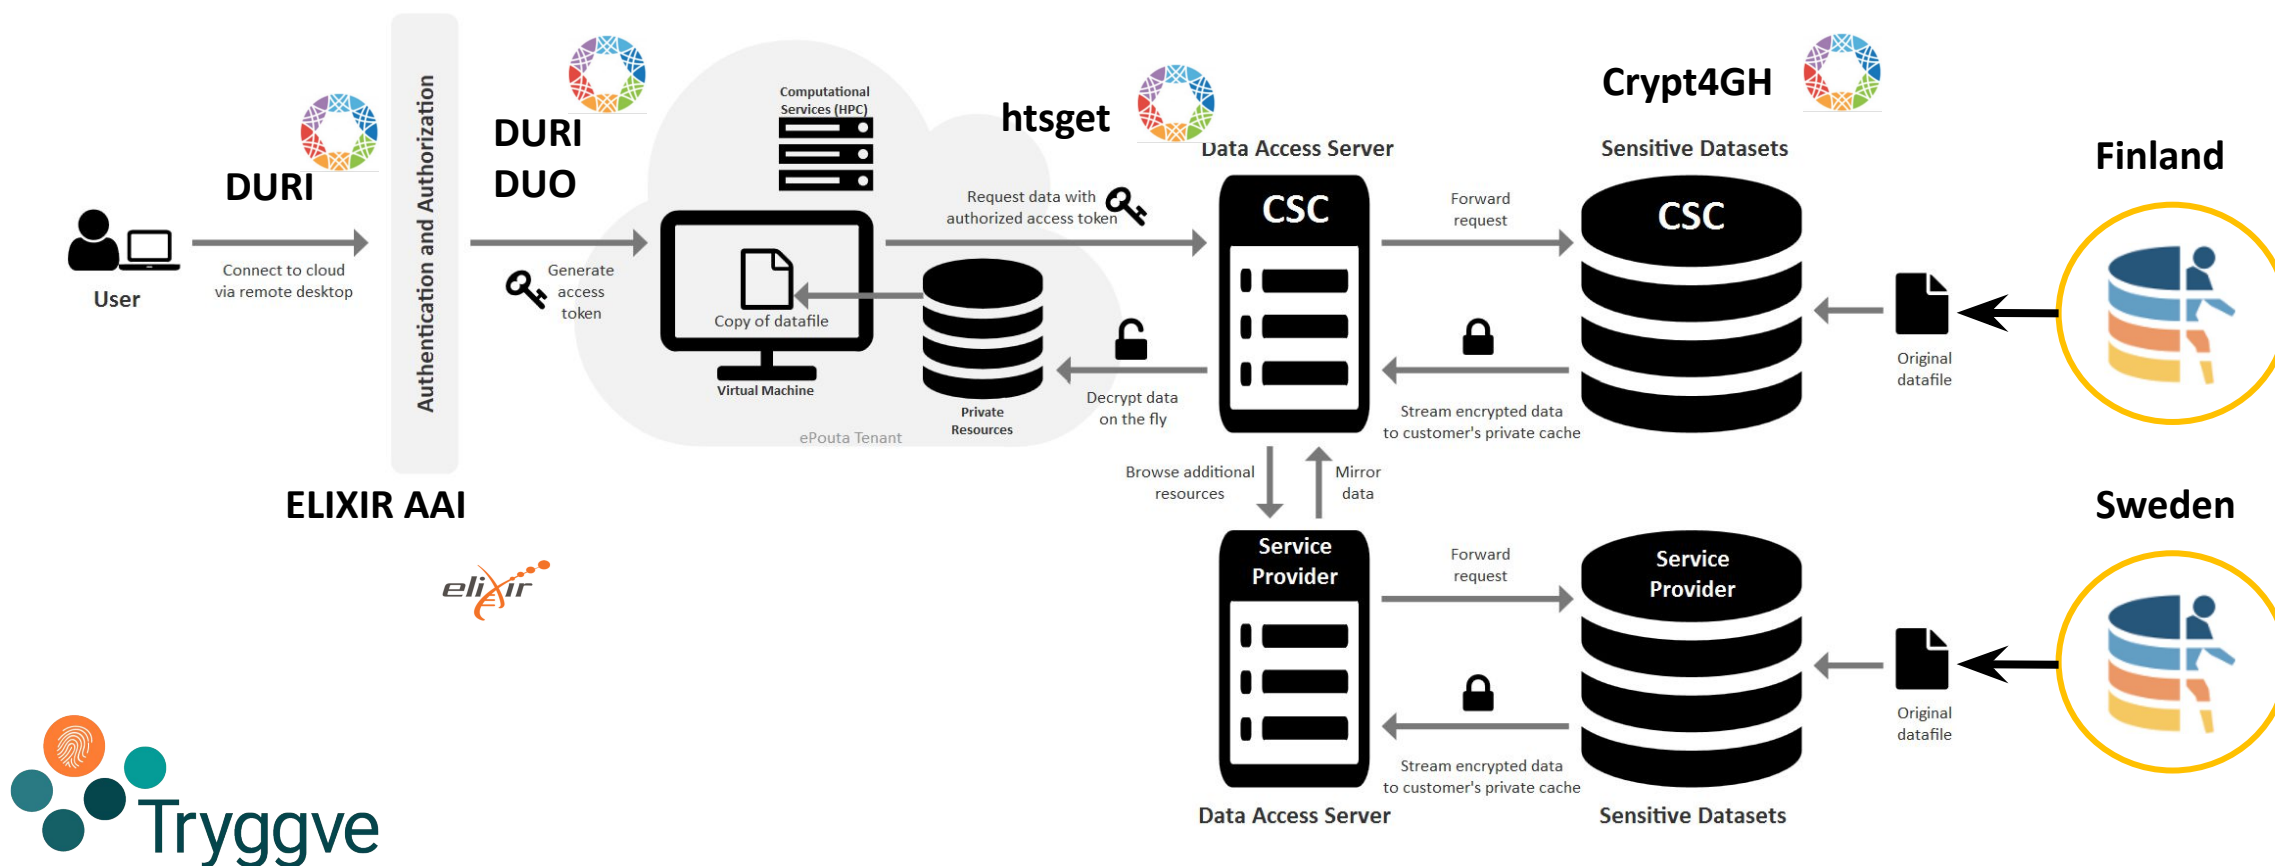 DURI
Connect to cloud
via remote desktop
User
Authentication and Authorization
ELIXIR AAI
elixir
DURI
DUO
Generate
access
token
Computational
Services (HPC)
Copy of datafile
Virtual Machine
Private
Resources
ePouta Tenant
htsget
Request data with
authorized access token
Decrypt data
on the fly
Data Access Server
CSC
Forward
request
Stream encrypted data
to customer's private cache
Crypt4GH
Sensitive Datasets
CSC
Original
datafile
Finland
Browse additional
resources
Mirror
data
Service
Provider
Data Access Server
Forward
request
Stream encrypted data
to customer's private cache
Service
Provider
Sensitive Datasets
Original
datafile
Sweden
Tryggve